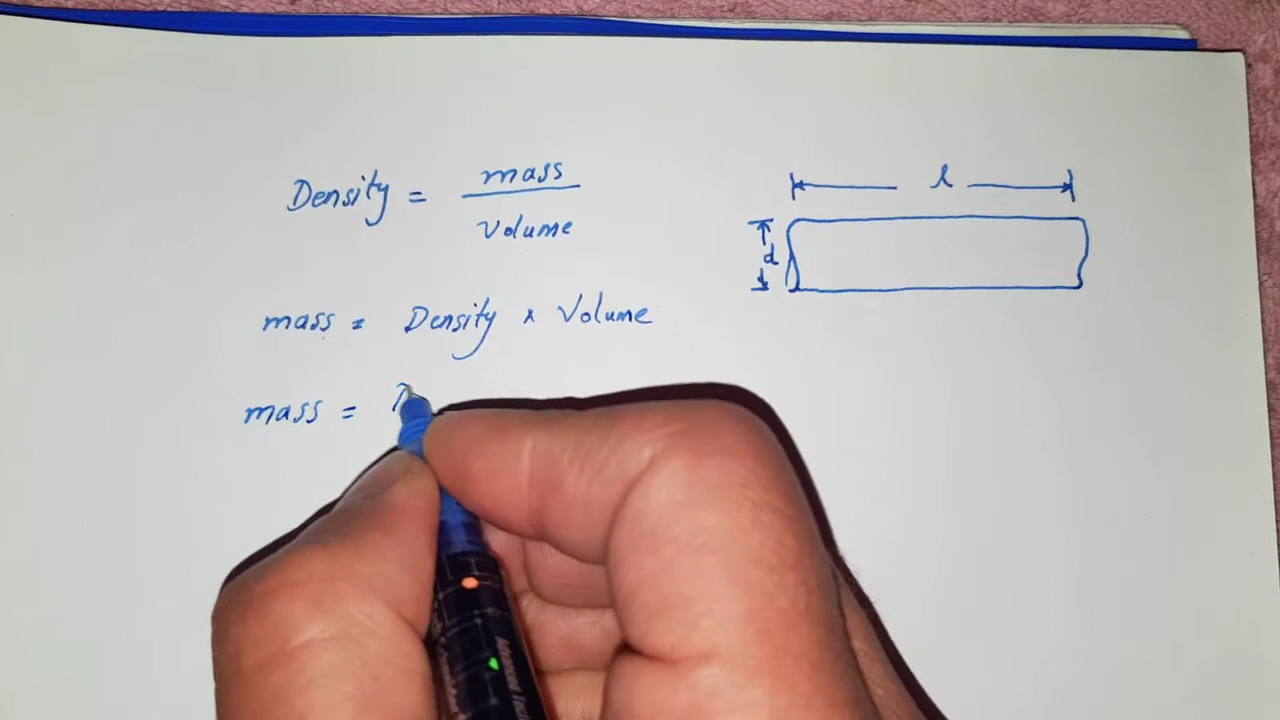 Density = mass / volume
l
d
mass = Density × Volume
mass =